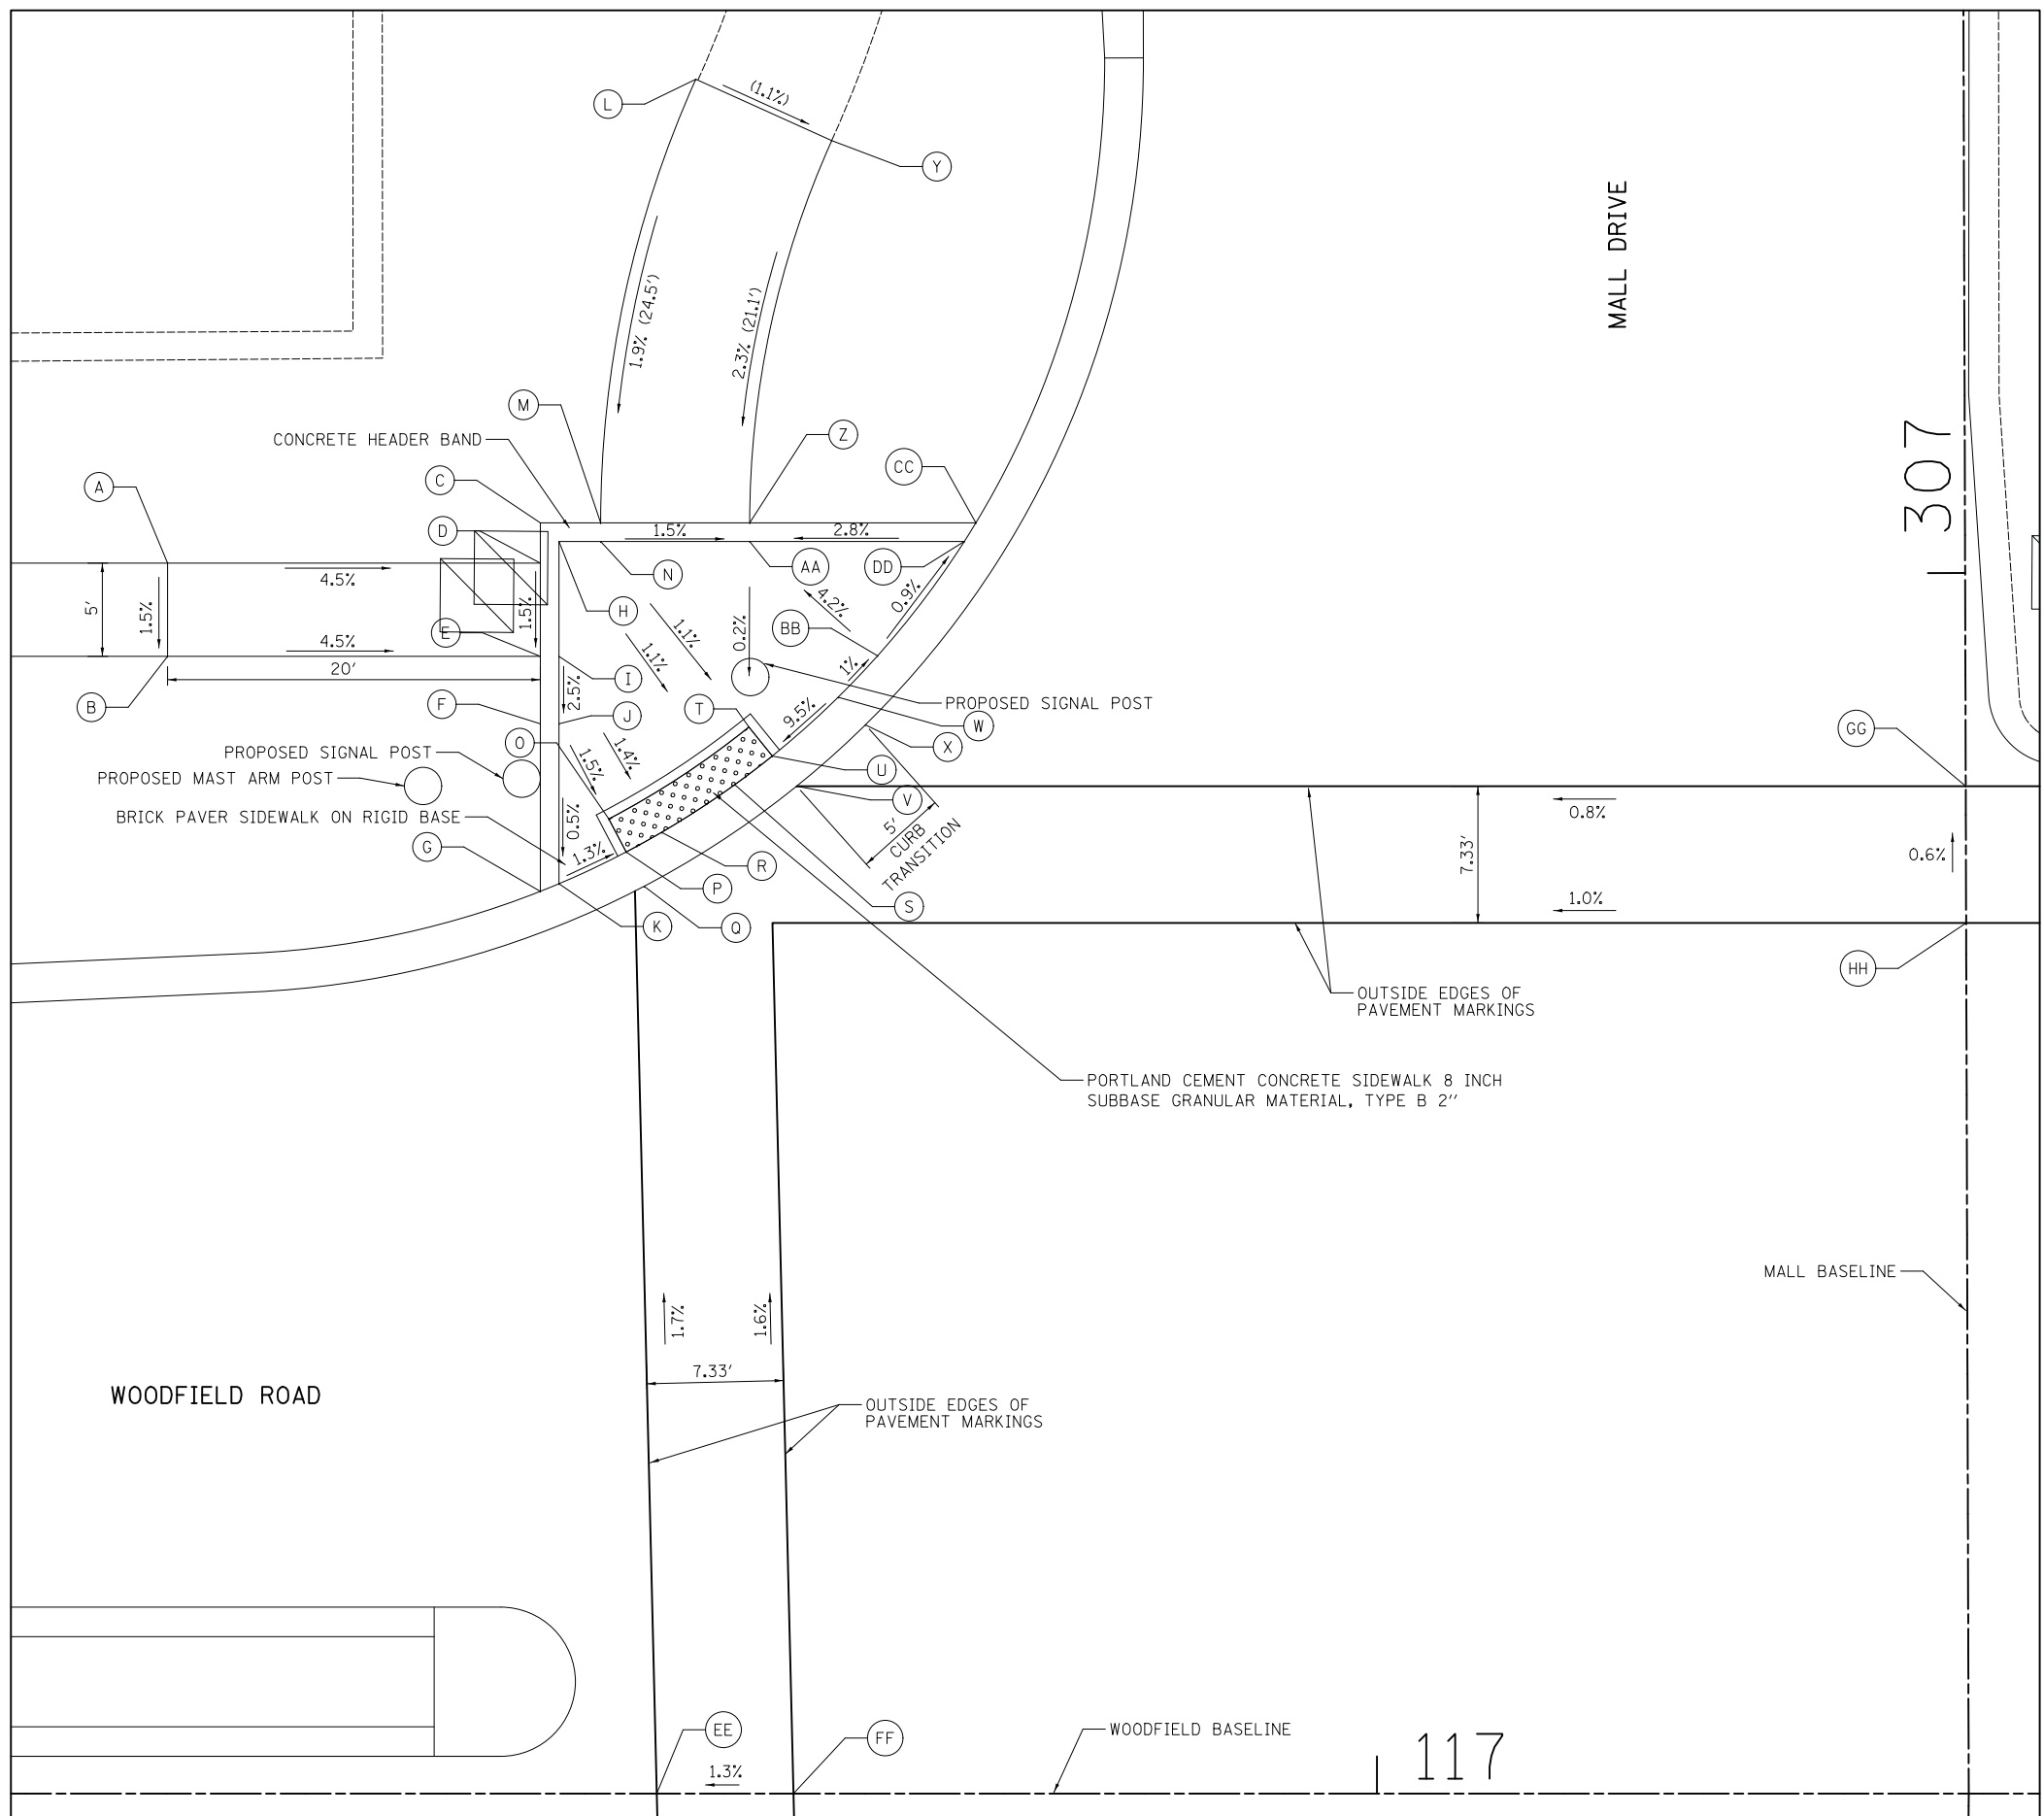 (1.1%)
L
Y
MALL DRIVE
1.9% (24.5')
2.3% (21.1')
M
Z
CONCRETE HEADER BAND
CC
C
307
A
D
1.5%
2.8%
AA
DD
N
4.5%
5'
1.5%
1.5%
H
4.2%
0.9%
E
4.5%
1.1%
1.1%
0.2%
BB
20'
1%
I
2.5%
B
F
J
T
9.5%
PROPOSED SIGNAL POST
W
GG
O
X
PROPOSED SIGNAL POST
1.5%
1.4%
U
PROPOSED MAST ARM POST
V
BRICK PAVER SIDEWALK ON RIGID BASE
0.5%
5'
CURB
TRANSITION
0.8%
7.33'
0.6%
G
1.3%
R
P
S
1.0%
K
Q
HH
OUTSIDE EDGES OF
PAVEMENT MARKINGS
PORTLAND CEMENT CONCRETE SIDEWALK 8 INCH
SUBBASE GRANULAR MATERIAL, TYPE B 2"
MALL BASELINE
1.7%
1.6%
7.33'
WOODFIELD ROAD
OUTSIDE EDGES OF
PAVEMENT MARKINGS
EE
FF
WOODFIELD BASELINE
117
1.3%